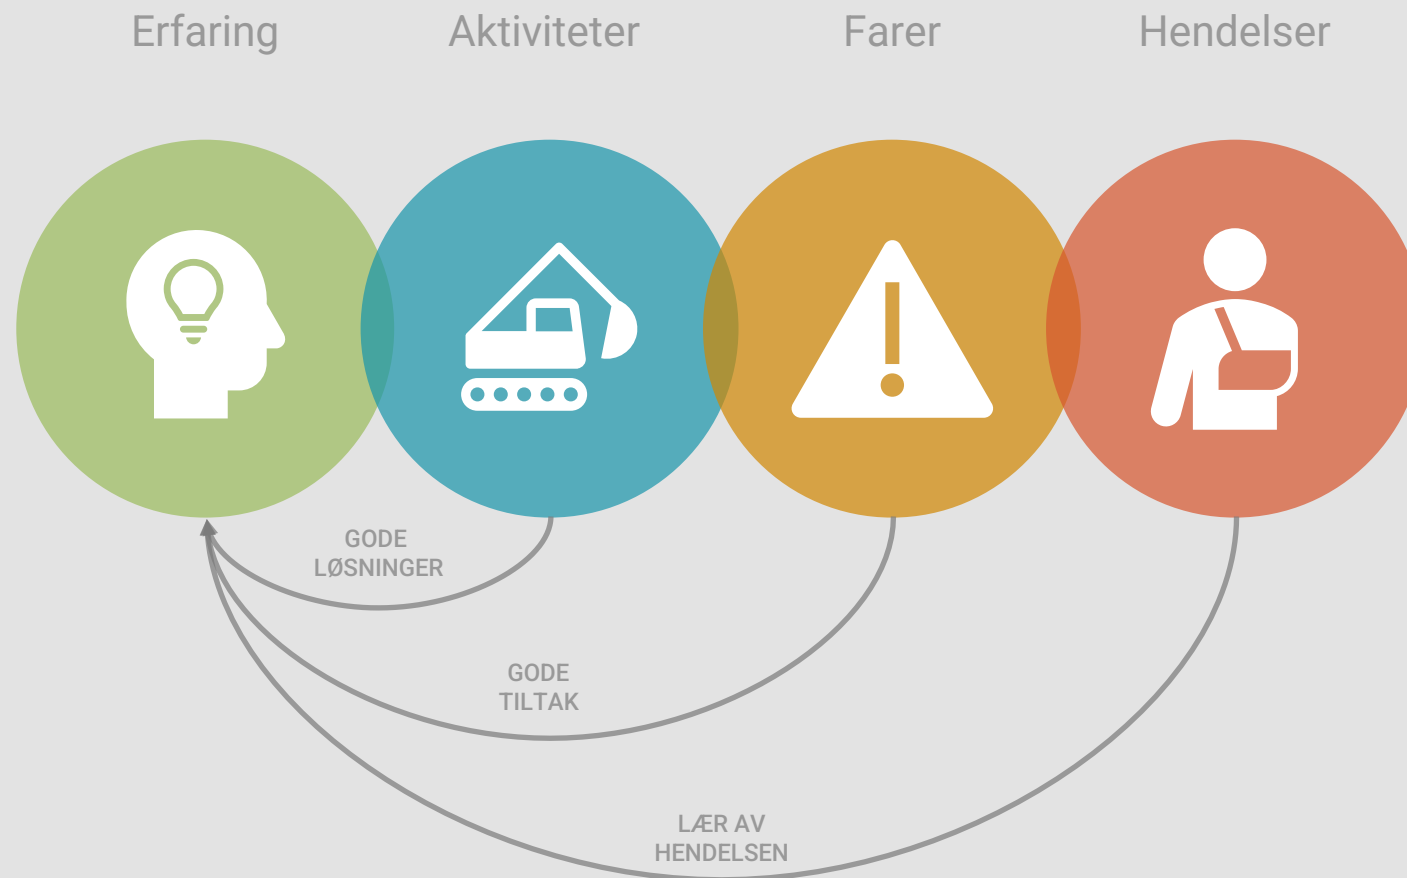 Erfaring
Aktiviteter
Farer
Hendelser
GODE
LØSNINGER
GODE
TILTAK
LÆR AV
HENDELSEN